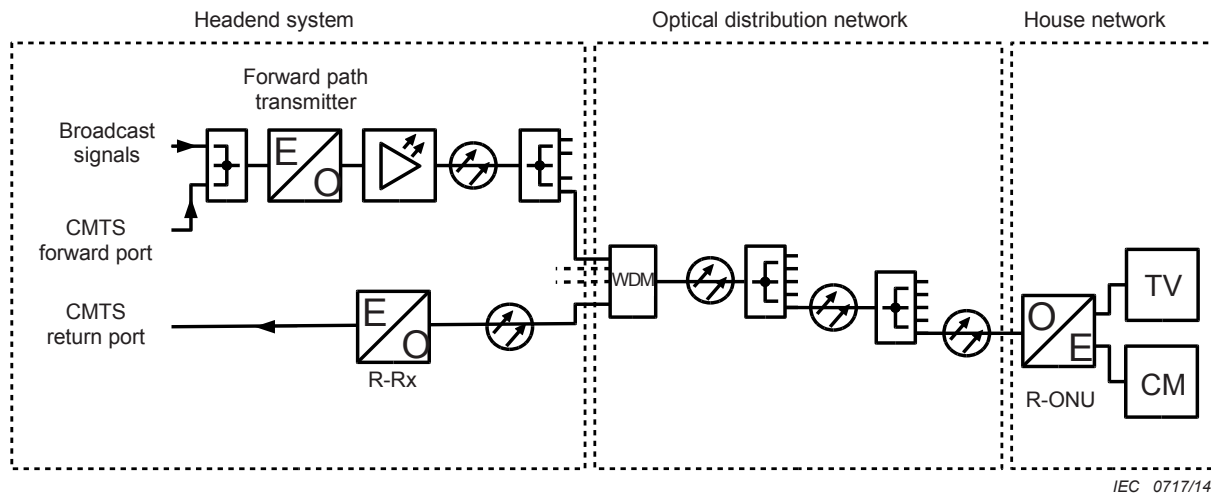 Headend system
Optical distribution network
House network
Forward path
transmitter
Broadcast
signals
E
O
CMTS
forward port
WDM
CMTS
return port
E
O
R-Rx
O
E
R-ONU
TV
CM
IEC 0717/14